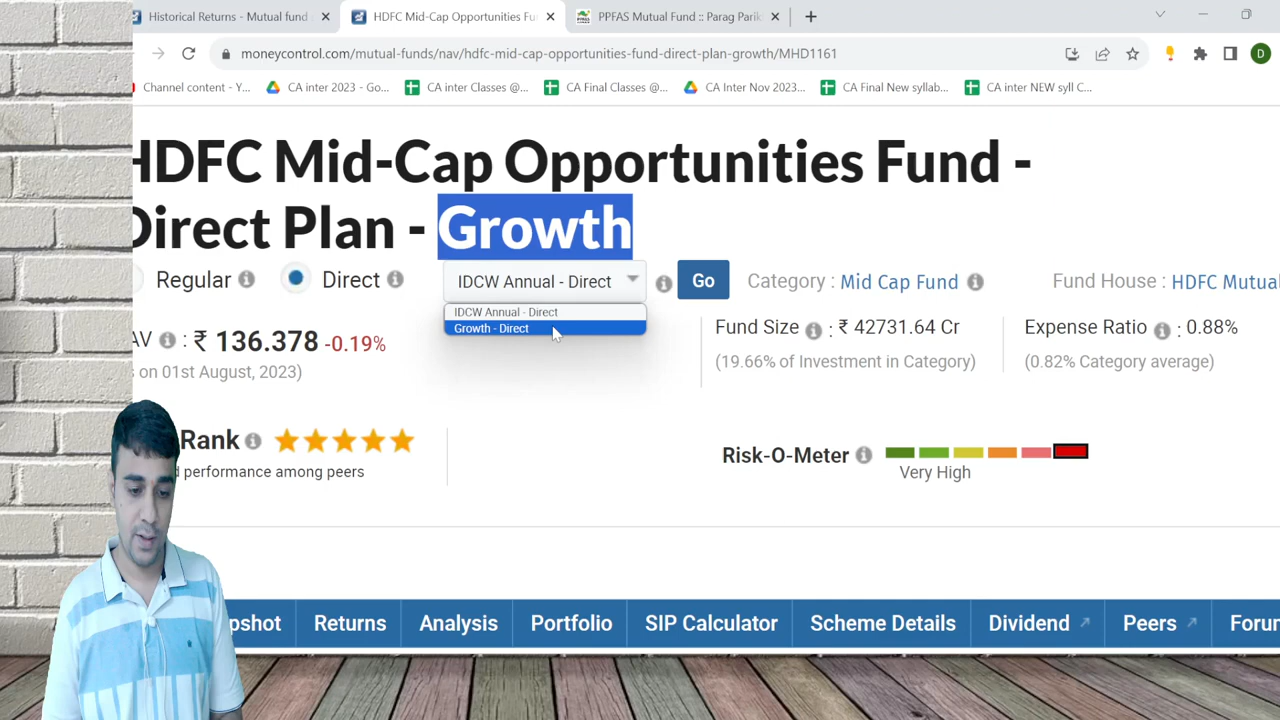 Historical Returns - Mutual fund
HDFC Mid-Cap Opportunities Fu
PPFAS Mutual Fund :: Parag Parik
moneycontrol.com/mutual-funds/nav/hdfc-mid-cap-opportunities-fund-direct-plan-growth/MHD1161
D
Channel content - Y...
CA inter 2023 - Go...
CA inter Classes @...
CA Final Classes @...
CA Inter Nov 2023...
CA Final New syllab...
CA inter NEW syll C...
HDFC Mid-Cap Opportunities Fund -
Direct Plan - Growth
Regular
Direct
IDCW Annual - Direct
Go
Category : Mid Cap Fund
Fund House : HDFC Mutua
IDCW Annual - Direct
Growth - Direct
AV : ₹ 136.378 -0.19%
s on 01st August, 2023)
Fund Size : ₹ 42731.64 Cr
(19.66% of Investment in Category)
Expense Ratio : 0.88%
(0.82% Category average)
Rank
d performance among peers
Risk-O-Meter
Very High
pshot
Returns
Analysis
Portfolio
SIP Calculator
Scheme Details
Dividend
Peers
Forun